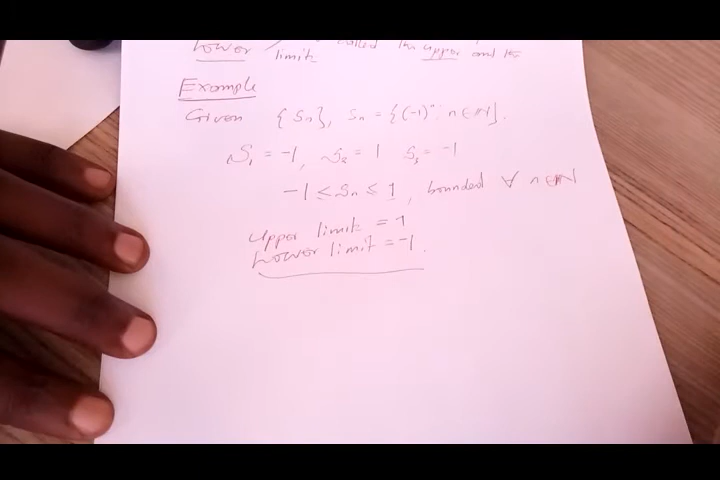 Lower called the upper and the
limit
Example
Given {Sn}, Sn = {(-1)^n : n ∈ ℕ}.
S1 = -1, S2 = 1 S3 = -1
-1 ≤ Sn ≤ 1, bounded ∀ n ∈ ℕ
Upper limit = 1
Lower limit = -1.